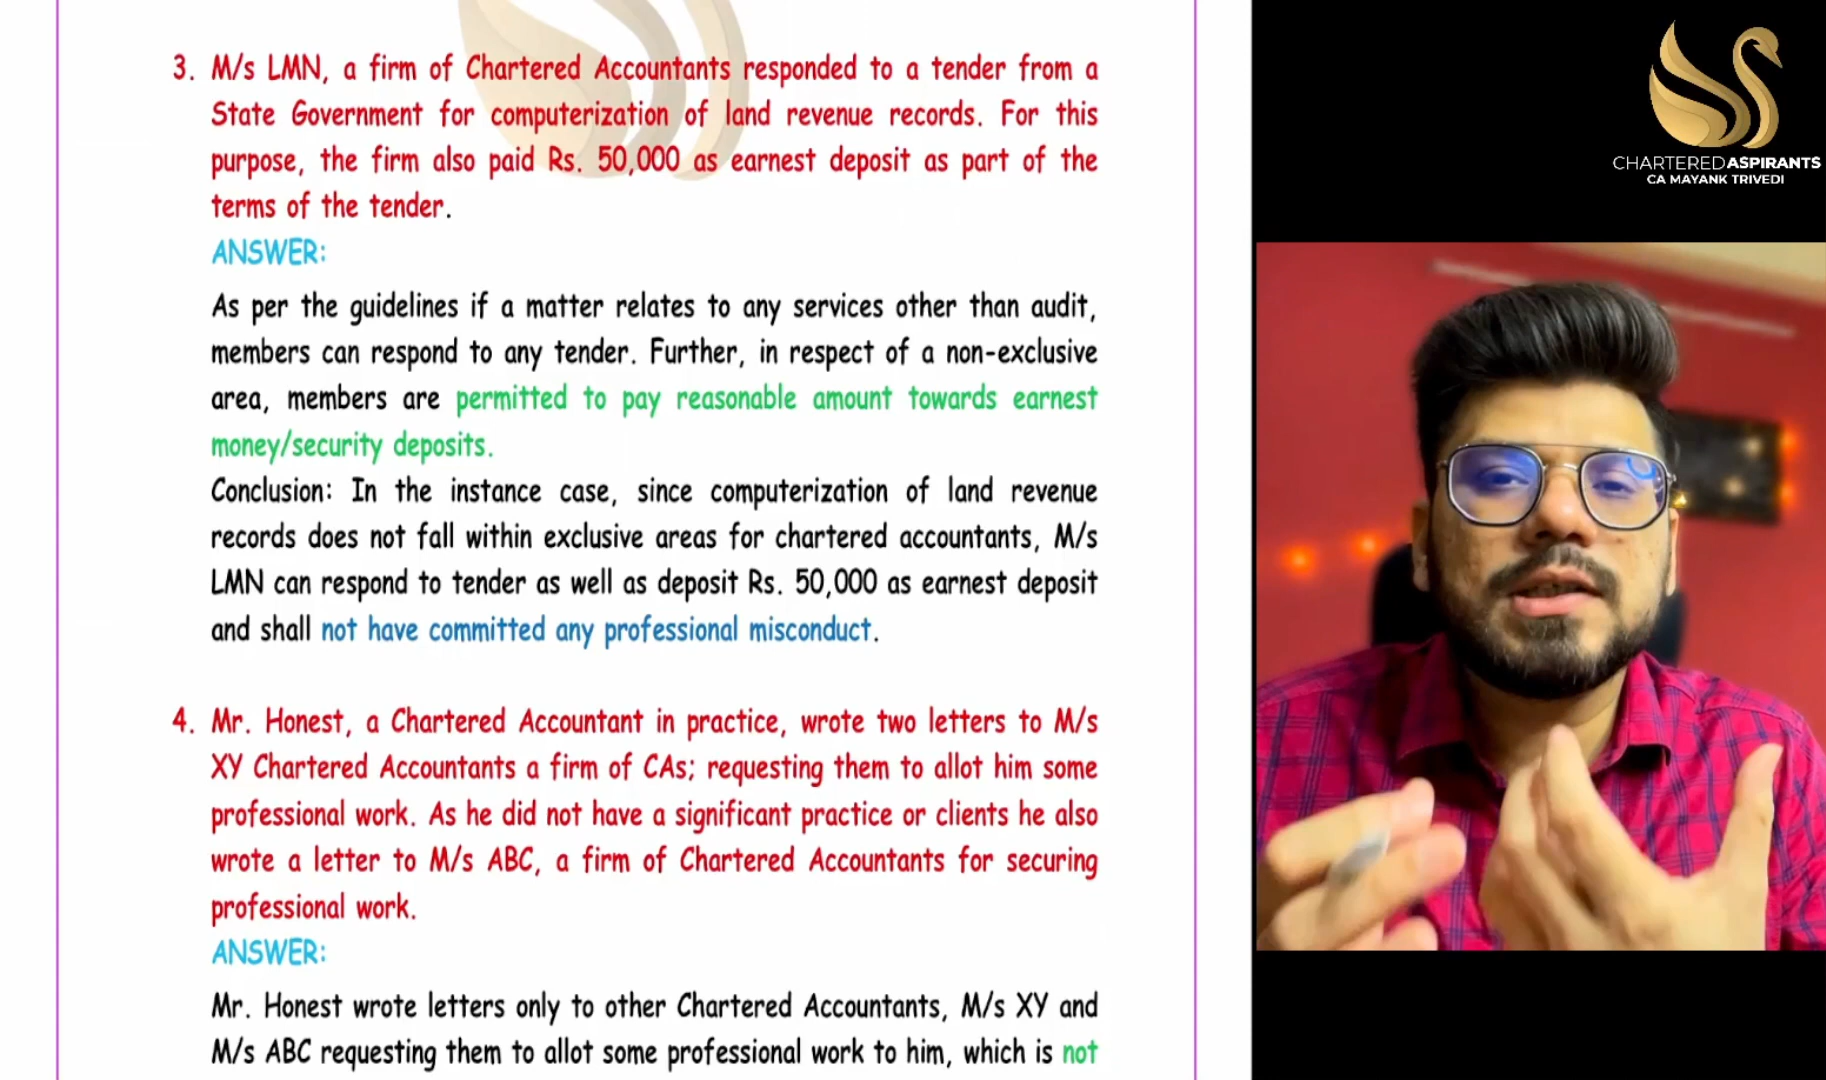 3. M/s LMN, a firm of Chartered Accountants responded to a tender from a
State Government for computerization of land revenue records. For this
purpose, the firm also paid Rs. 50,000 as earnest deposit as part of the
terms of the tender.
ANSWER:
As per the guidelines if a matter relates to any services other than audit,
members can respond to any tender. Further, in respect of a non-exclusive
area, members are permitted to pay reasonable amount towards earnest
money/security deposits.
Conclusion: In the instance case, since computerization of land revenue
records does not fall within exclusive areas for chartered accountants, M/s
LMN can respond to tender as well as deposit Rs. 50,000 as earnest deposit
and shall not have committed any professional misconduct.
4. Mr. Honest, a Chartered Accountant in practice, wrote two letters to M/s
XY Chartered Accountants a firm of CAs; requesting them to allot him some
professional work. As he did not have a significant practice or clients he also
wrote a letter to M/s ABC, a firm of Chartered Accountants for securing
professional work.
ANSWER:
Mr. Honest wrote letters only to other Chartered Accountants, M/s XY and
M/s ABC requesting them to allot some professional work to him, which is not
CHARTERED ASPIRANTS
CA MAYANK TRIVEDI